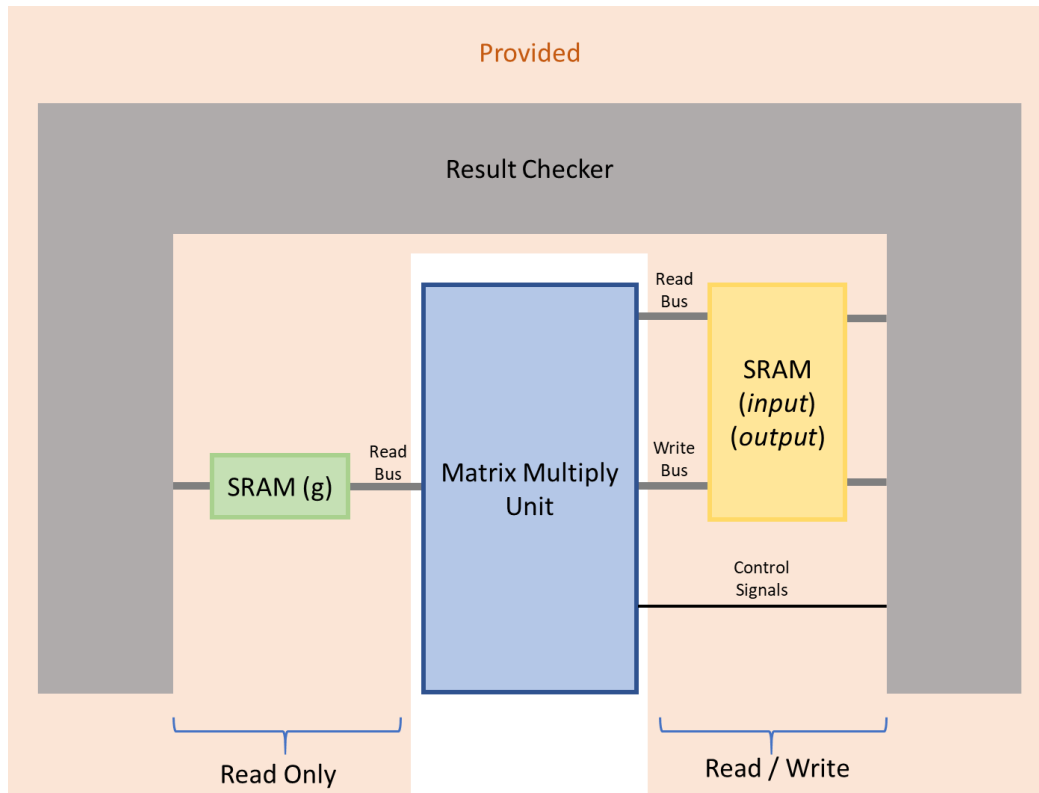 Provided
Result Checker
Read
Bus
SRAM
(input)
(output)
Read
Bus
SRAM (g)
Matrix Multiply
Unit
Write
Bus
Control
Signals
Read Only
Read / Write